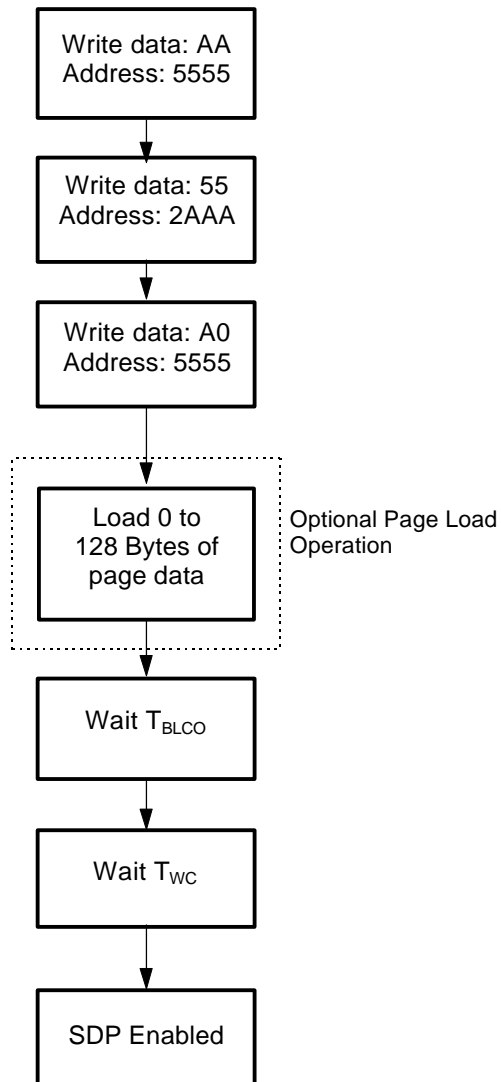 Write data: AA
Address: 5555
Write data: 55
Address: 2AAA
Write data: A0
Address: 5555
Load 0 to
128 Bytes of
page data
Optional Page Load
Operation
Wait TBLCO
Wait TWC
SDP Enabled